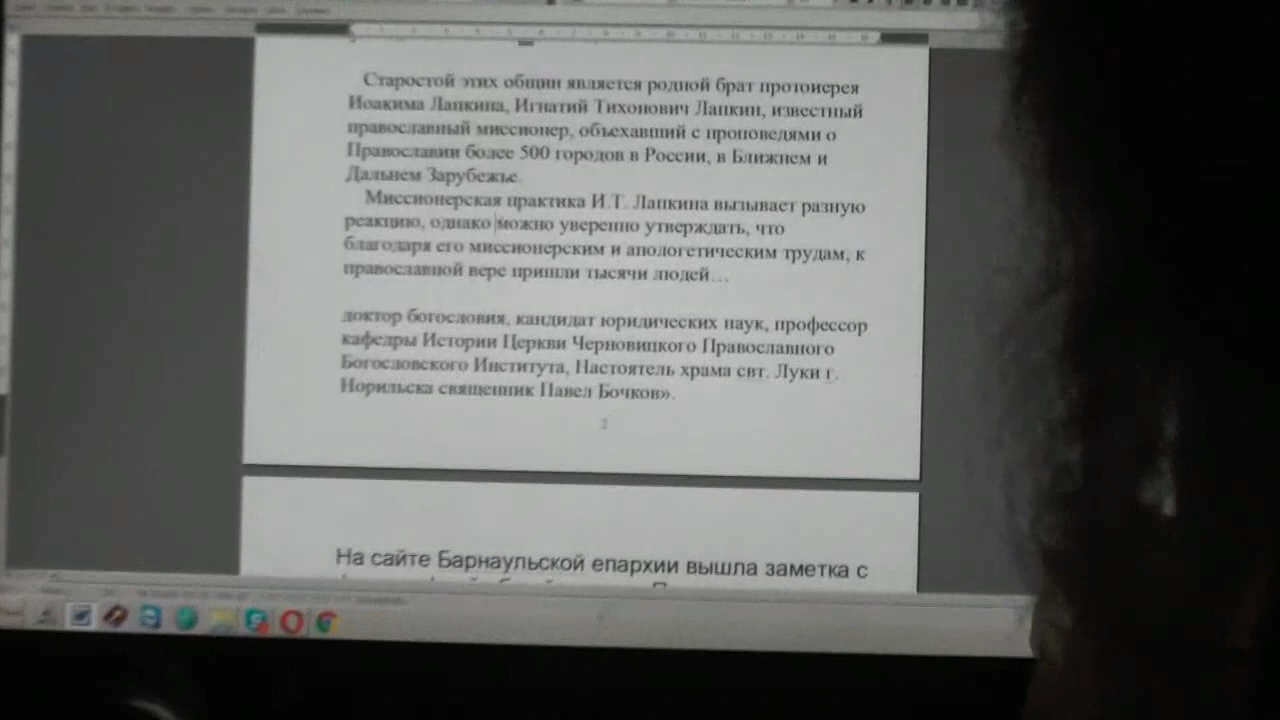 Старостой этих общин является родной брат протоиерея
Иоакима Лапкина, Игнатий Тихонович Лапкин, известный
православный миссионер, объехавший с проповедями о
Православии более 500 городов в России, в Ближнем и
Дальнем Зарубежье.
Миссионерская практика И.Т. Лапкина вызывает разную
реакцию, однако можно уверенно утверждать, что
благодаря его миссионерским и апологетическим трудам, к
православной вере пришли тысячи людей…
доктор богословия, кандидат юридических наук, профессор
кафедры Истории Церкви Черновицкого Православного
Богословского Института, Настоятель храма свт. Луки г.
Норильска священник Павел Бочков».
2
На сайте Барнаульской епархии вышла заметка с